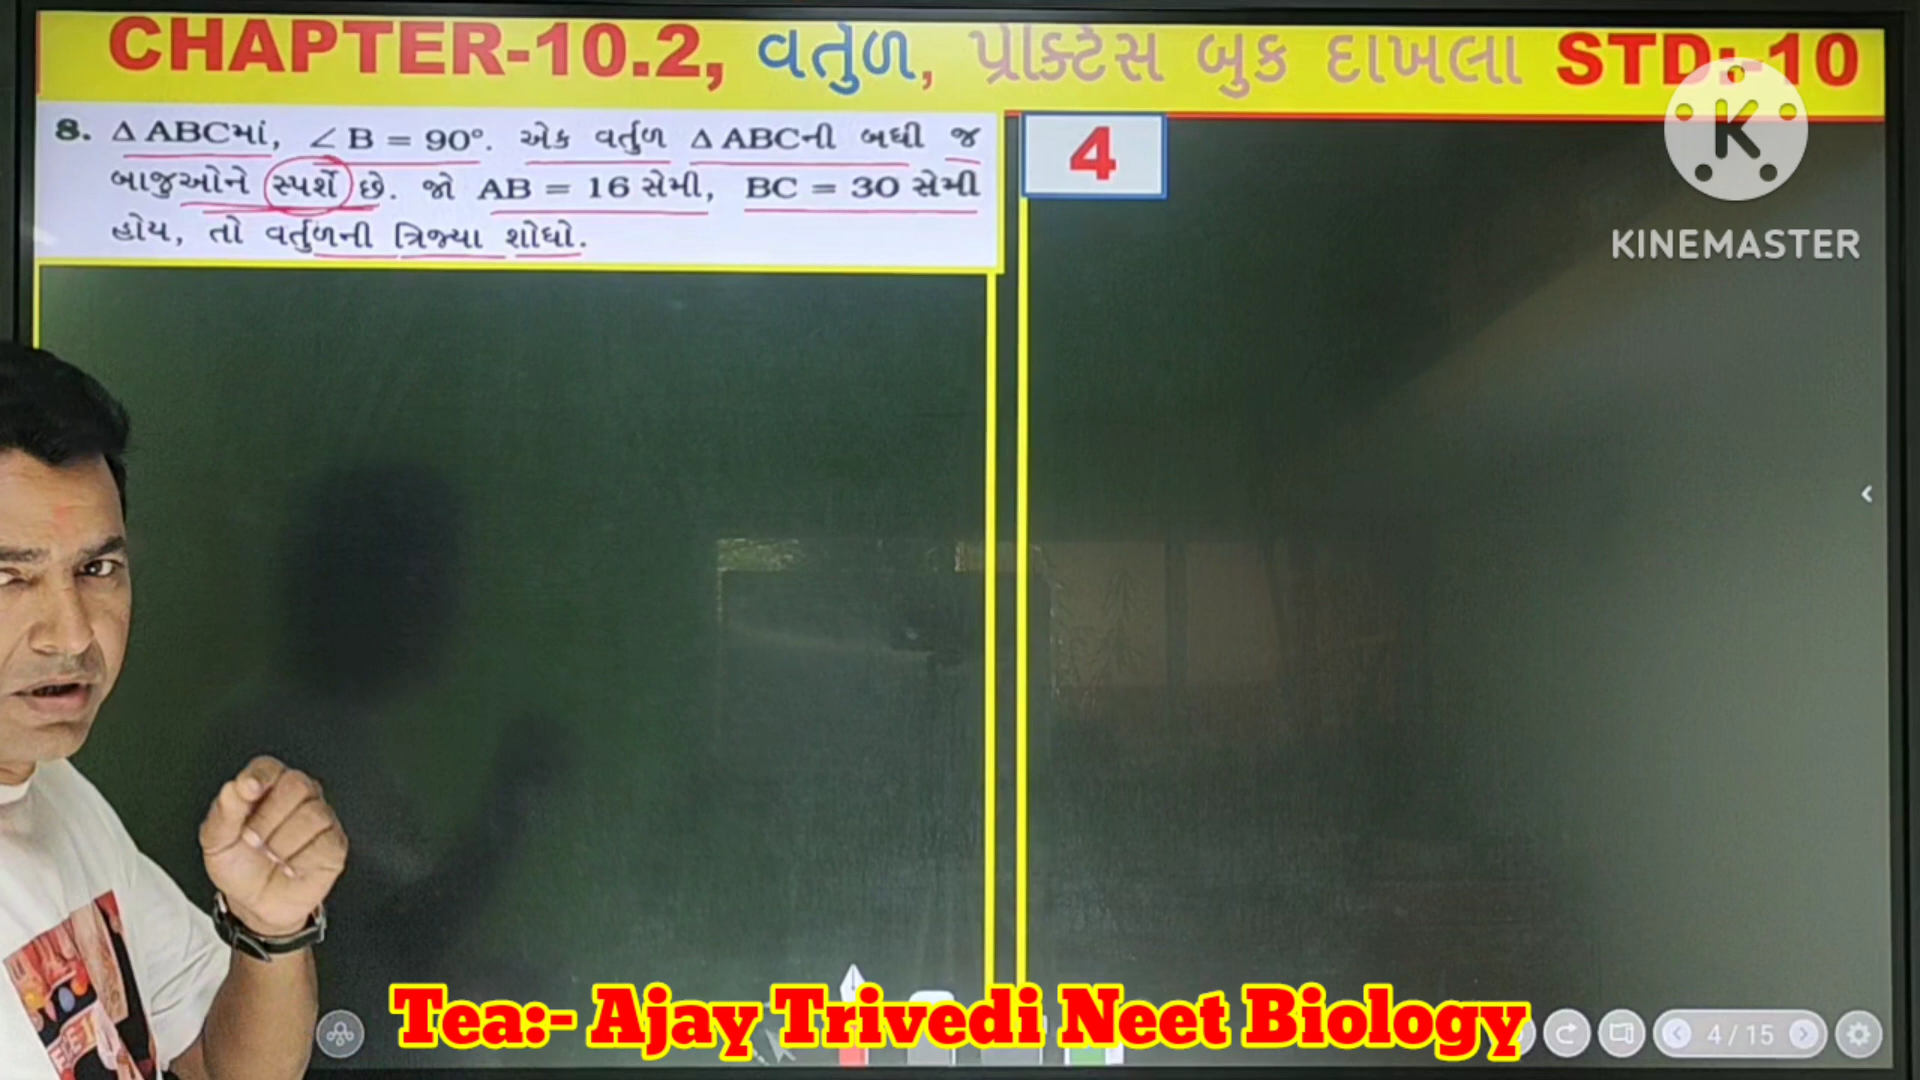 CHAPTER-10.2, વર્તુળ, પ્રેક્ટિસ બુક દાખલા STD:-10
8. Δ ABCમાં, ∠B = 90°. એક વર્તુળ Δ ABCની બધી જ
બાજુઓને સ્પર્શે છે. જો AB = 16 સેમી, BC = 30 સેમી
હોય, તો વર્તુળની ત્રિજ્યા શોધો.
4
K
KINEMASTER
Tea:- Ajay Trivedi Neet Biology
4 / 15